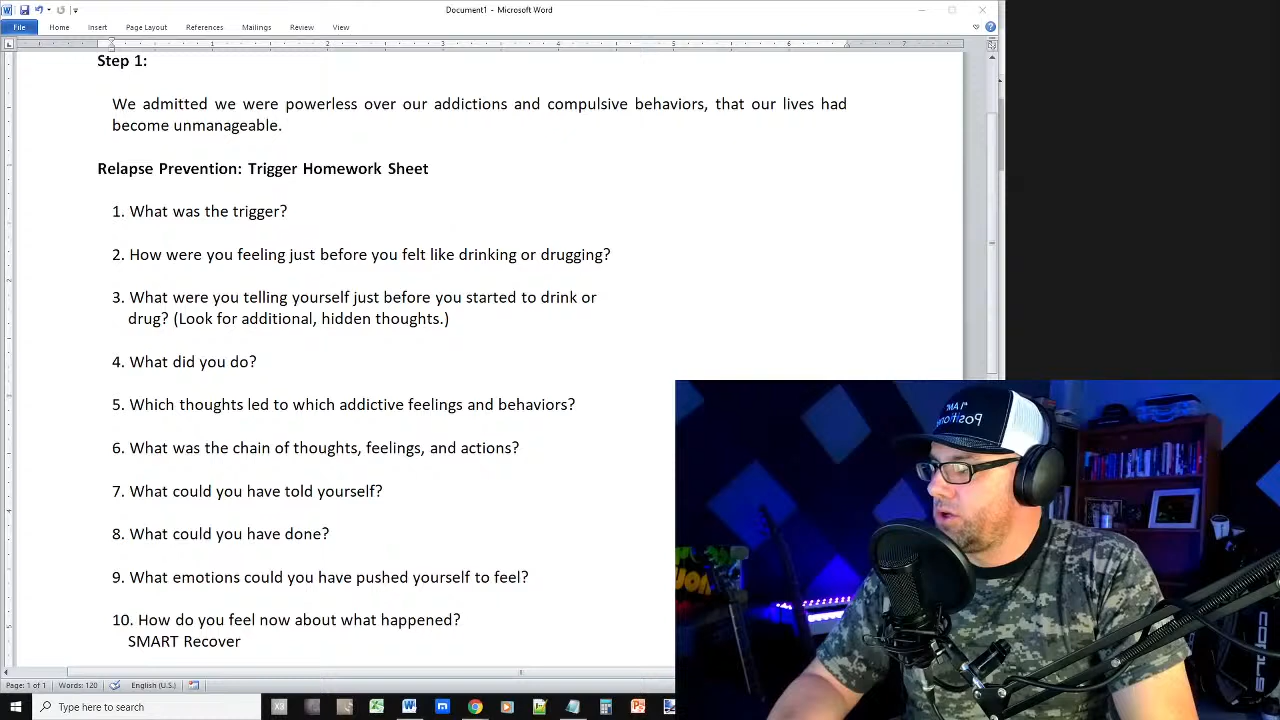 Document1 - Microsoft Word
File Home Insert Page Layout References Mailings Review View
Step 1:
We admitted we were powerless over our addictions and compulsive behaviors, that our lives had
become unmanageable.
Relapse Prevention: Trigger Homework Sheet
1. What was the trigger?
2. How were you feeling just before you felt like drinking or drugging?
3. What were you telling yourself just before you started to drink or
drug? (Look for additional, hidden thoughts.)
4. What did you do?
5. Which thoughts led to which addictive feelings and behaviors?
6. What was the chain of thoughts, feelings, and actions?
7. What could you have told yourself?
8. What could you have done?
9. What emotions could you have pushed yourself to feel?
10. How do you feel now about what happened?
SMART Recover
"I AM"
Positive
Page: 1 of 1 Words: 120 English (U.S.)
Type here to search